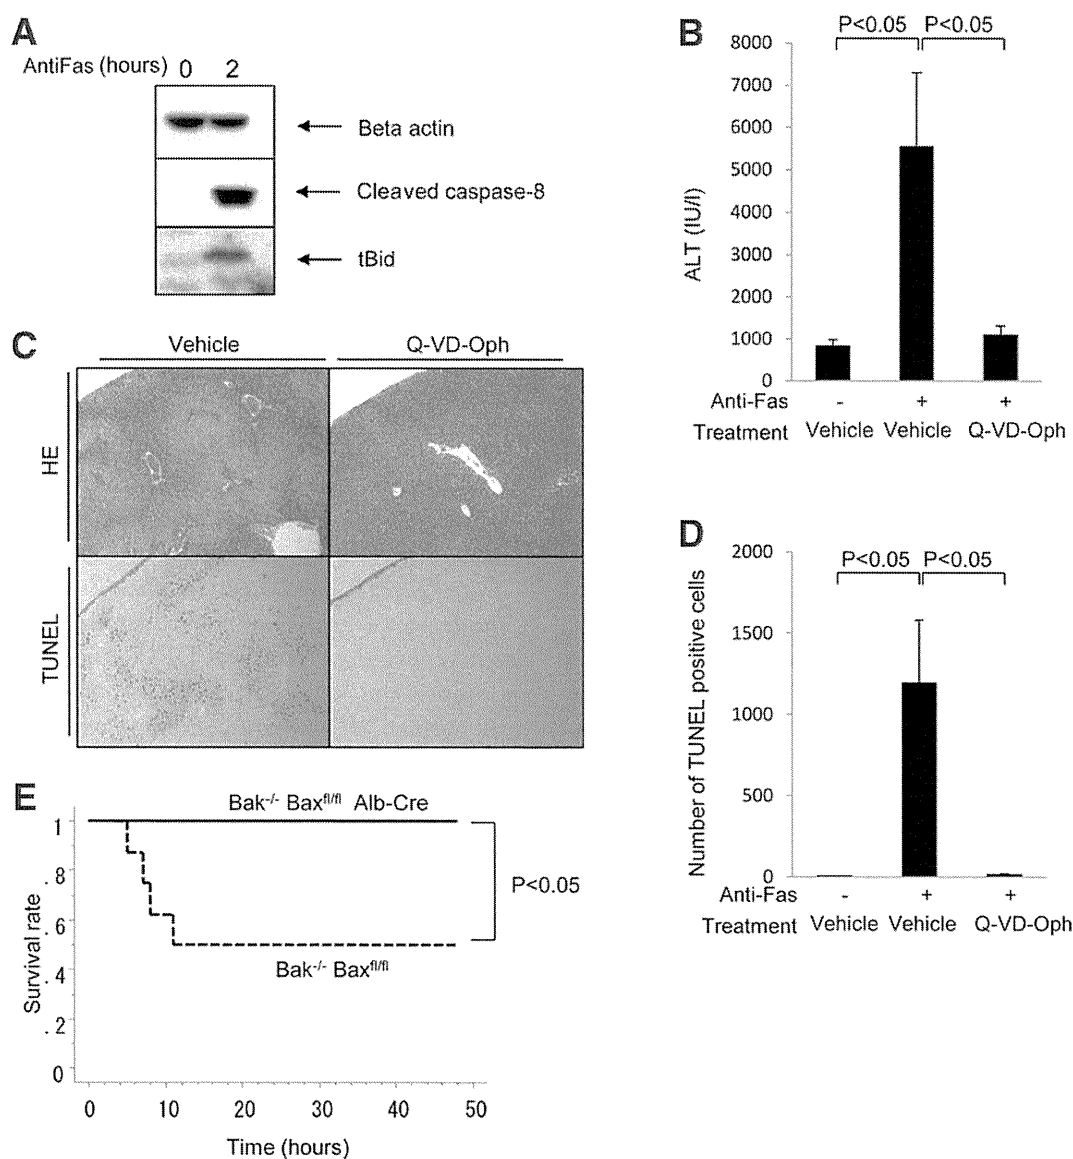 A
AntiFas (hours) 0 2
Beta actin
Cleaved caspase-8
tBid
B
P<0.05 P<0.05
8000
7000
6000
5000
4000
3000
2000
1000
0
ALT (IU/l)
Anti-Fas - + +
Treatment Vehicle Vehicle Q-VD-Oph
C
Vehicle Q-VD-Oph
HE
TUNEL
D
P<0.05 P<0.05
2000
1500
1000
500
0
Number of TUNEL positive cells
Anti-Fas - + +
Treatment Vehicle Vehicle Q-VD-Oph
E
Bak-/- Baxfl/fl Alb-Cre
1
.8
.6
.4
.2
0
Survival rate
P<0.05
Bak-/- Baxfl/fl
0 10 20 30 40 50
Time (hours)